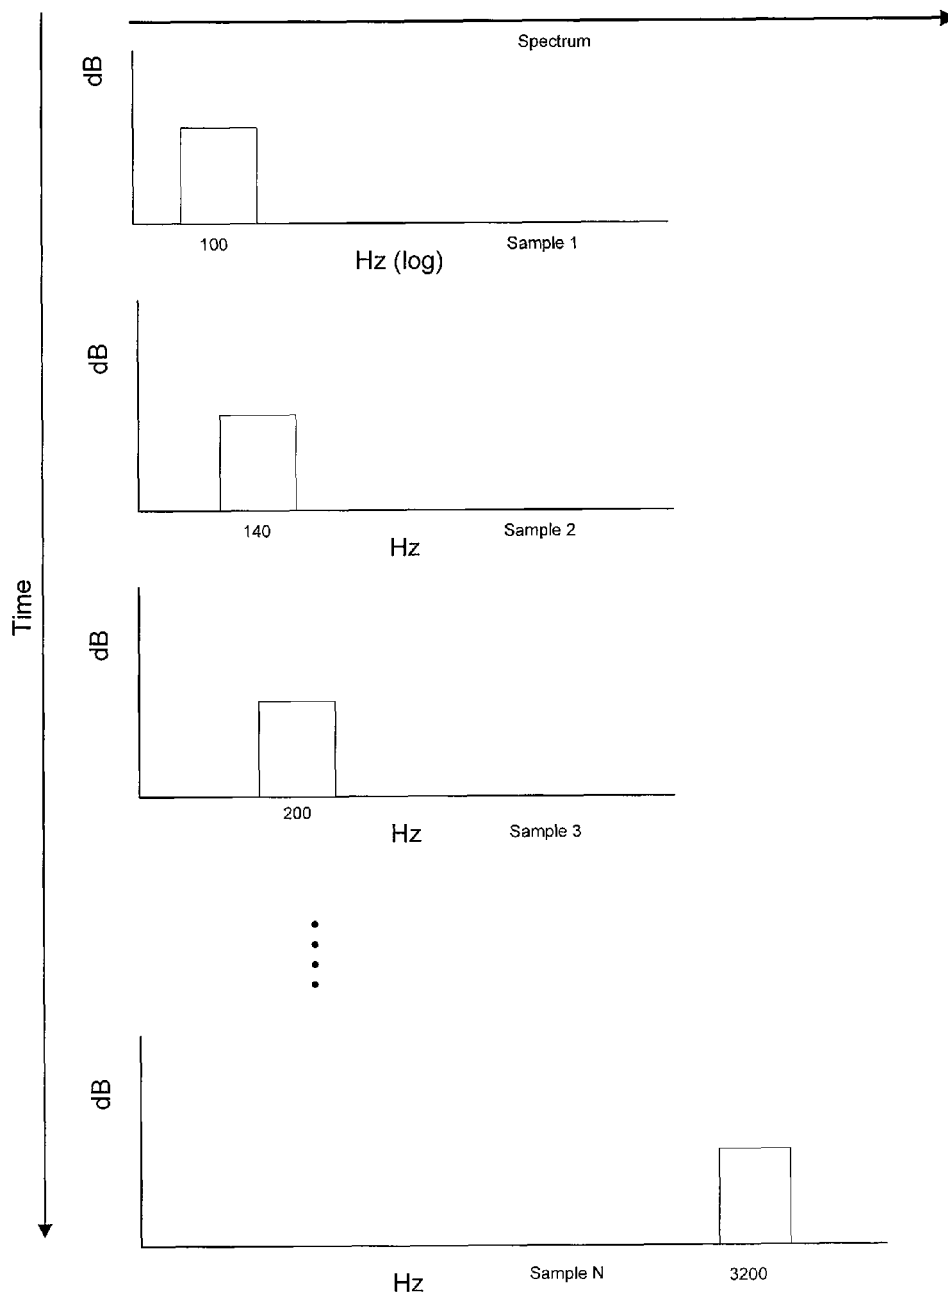 Spectrum
dB
100
Sample 1
Hz (log)
dB
140
Sample 2
Hz
Time
dB
200
Hz
Sample 3
dB
Hz
Sample N
3200